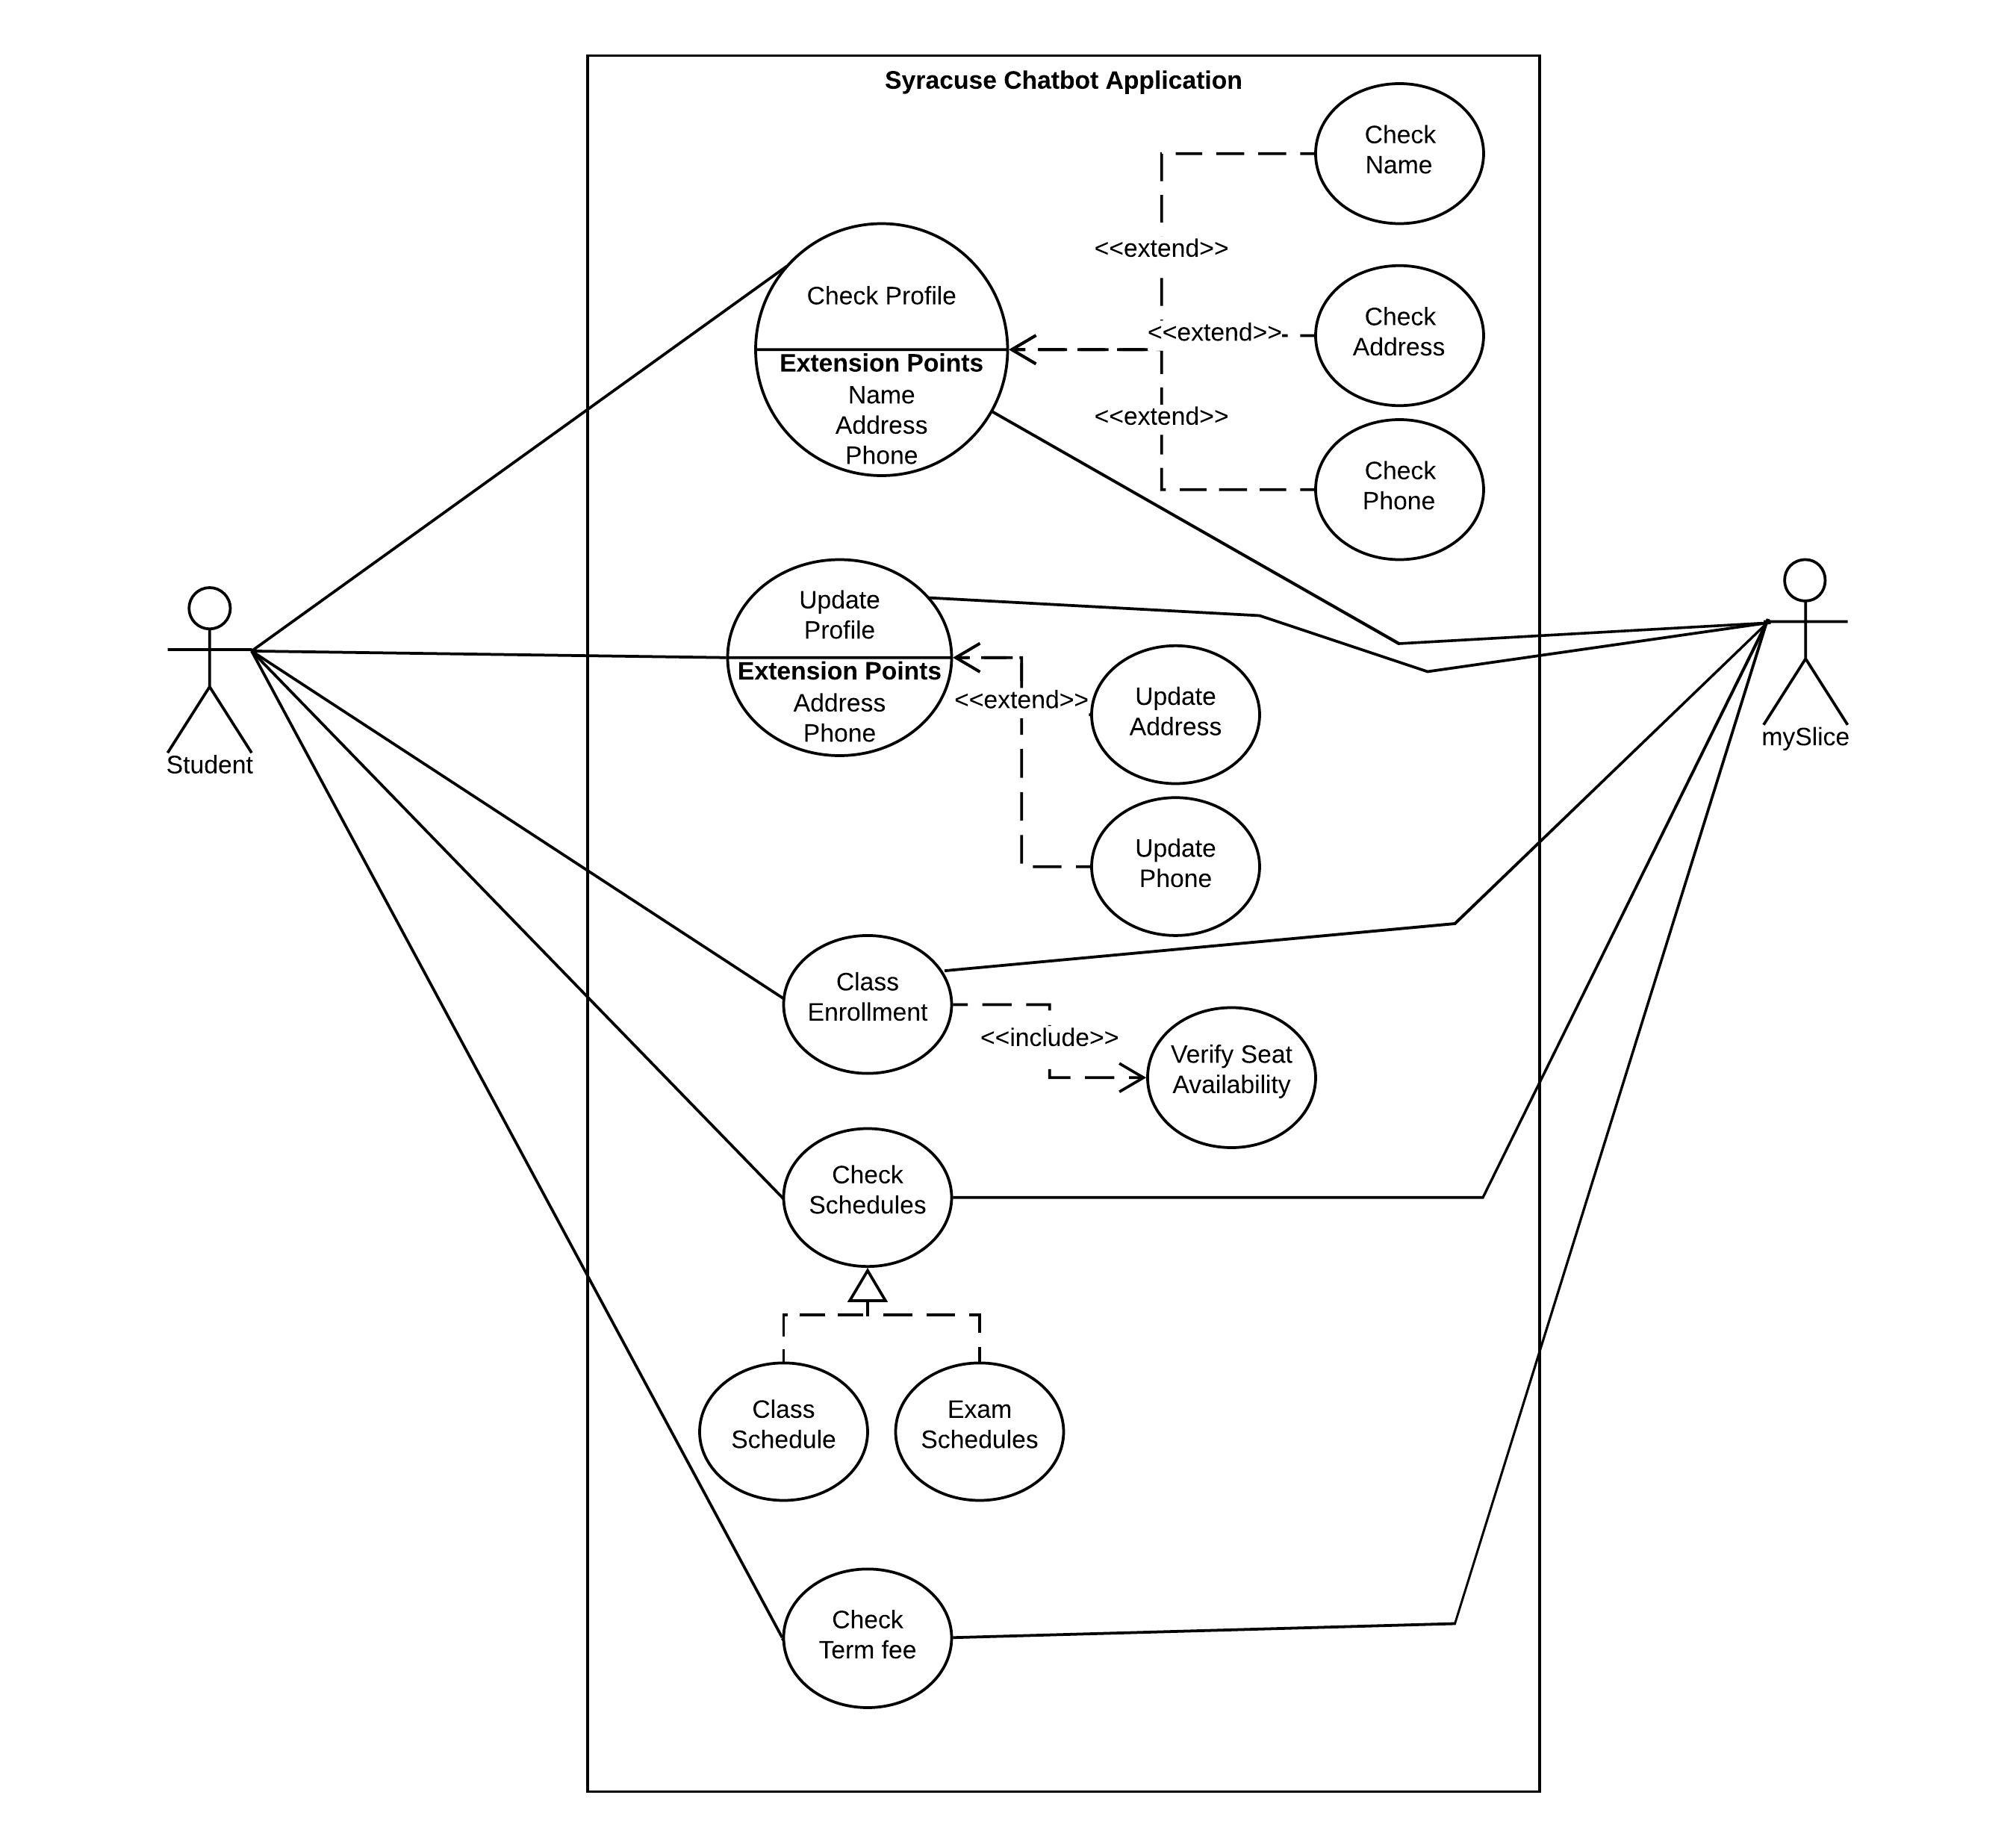 Syracuse Chatbot Application
Check
Name
<<extend>>
Check Profile
Extension Points
Name
Address
Phone
<<extend>>
Check
Address
<<extend>>
Check
Phone
Update
Profile
Extension Points
Address
Phone
<<extend>>
Update
Address
Student
mySlice
Update
Phone
Class
Enrollment
<<include>>
Verify Seat
Availability
Check
Schedules
Class
Schedule
Exam
Schedules
Check
Term fee